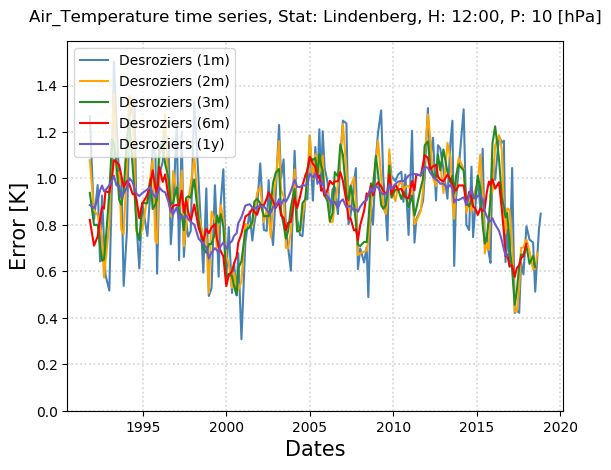 Air_Temperature time series, Stat: Lindenberg, H: 12:00, P: 10 [hPa]
Desroziers (1m)
Desroziers (2m)
Desroziers (3m)
Desroziers (6m)
Desroziers (1y)
Error [K]
1.4
1.2
1.0
0.8
0.6
0.4
0.2
0.0
1995 2000 2005 2010 2015 2020
Dates